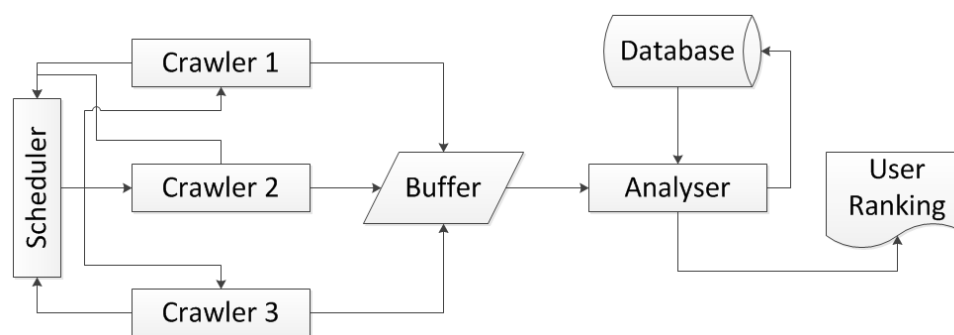 Crawler 1
Database
Scheduler
Crawler 2
Buffer
Analyser
User
Ranking
Crawler 3